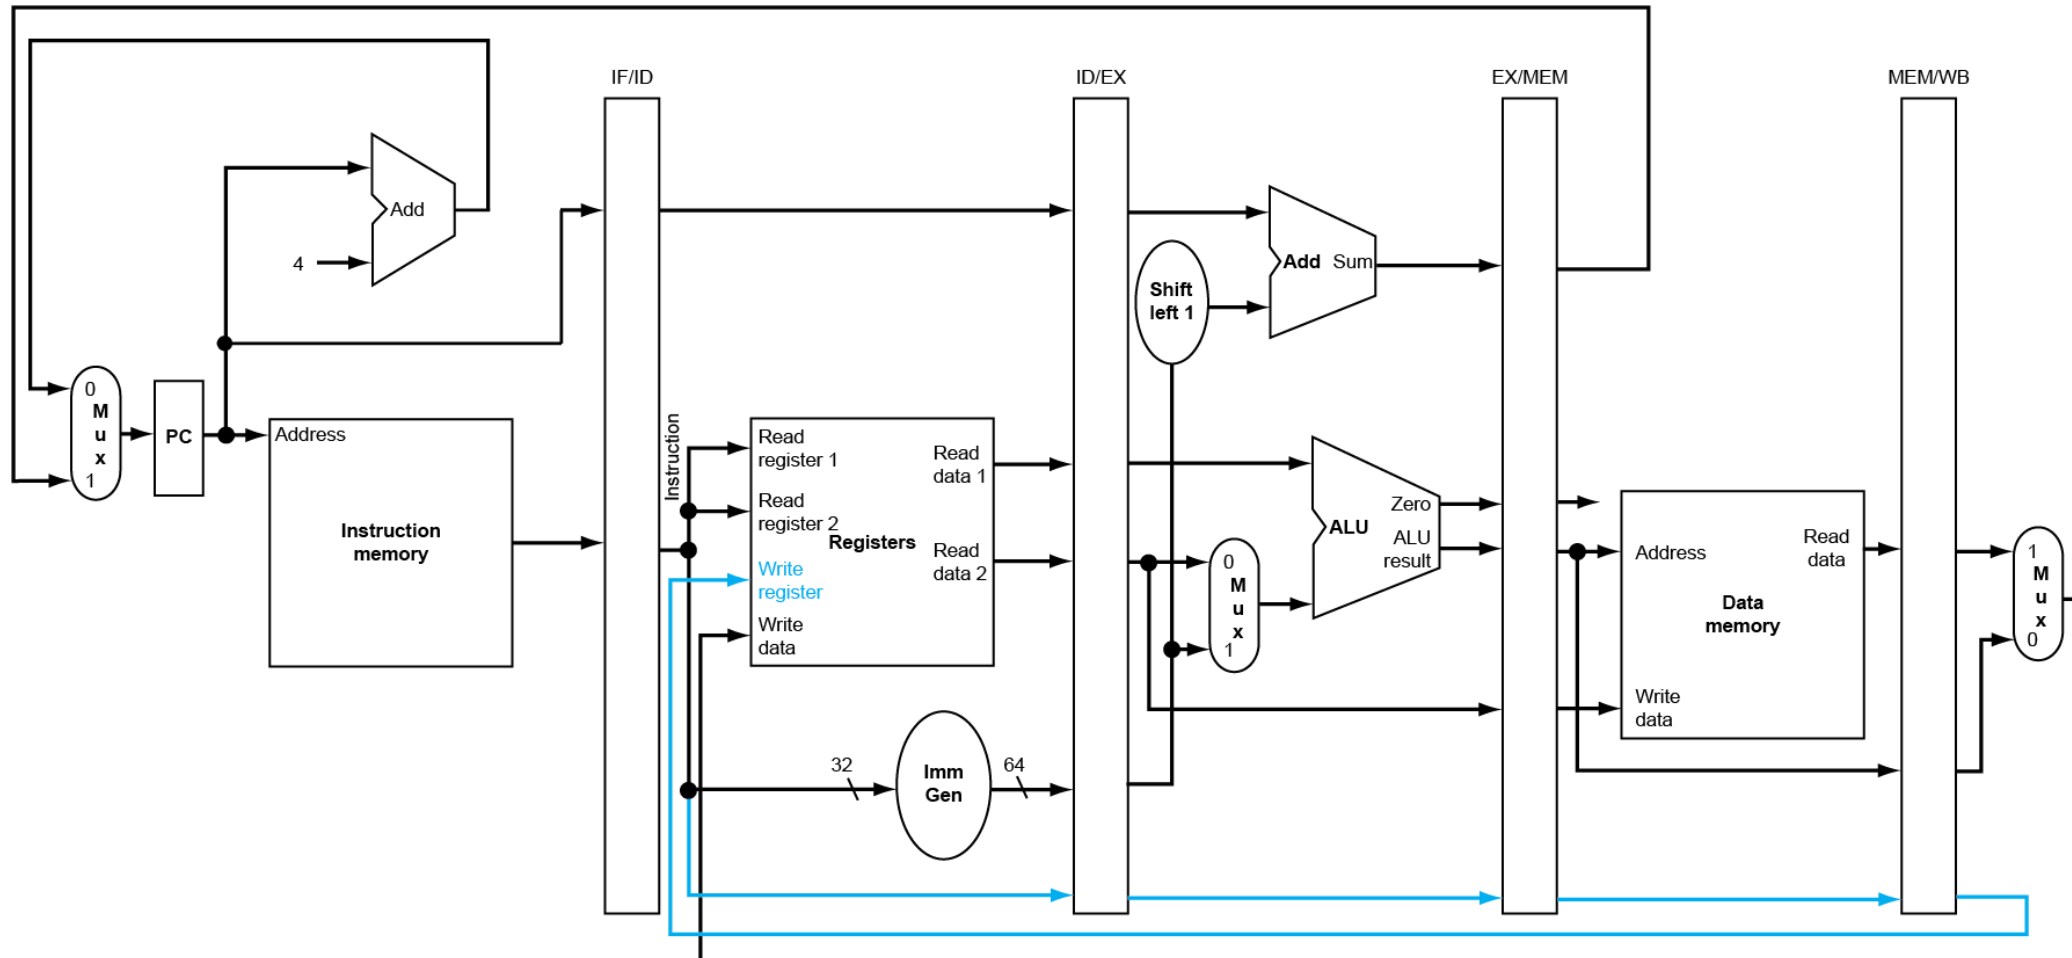 IF/ID
ID/EX
EX/MEM
MEM/WB
Add
4
Shift
left 1
Add Sum
0
M
u
x
1
PC
Address
Instruction
memory
Instruction
Read
register 1
Read
register 2
Write
register
Write
data
Registers
Read
data 1
Read
data 2
0
M
u
x
1
Zero
ALU
ALU
result
Address
Read
data
Data
memory
Write
data
1
M
u
x
0
32
Imm
Gen
64